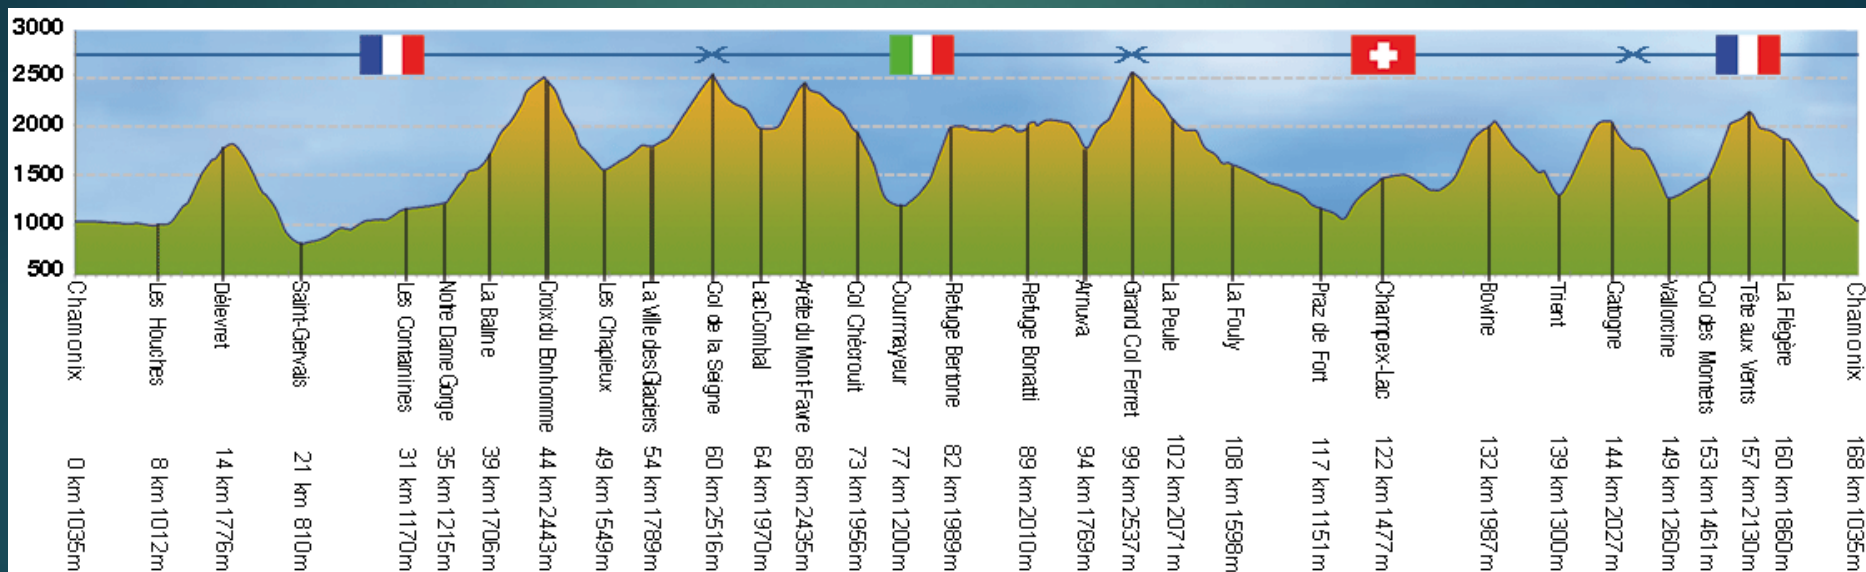 3000
2500
2000
1500
1000
500
Chamonix 0 km 1035m
Les Houches 8 km 1012m
Délevret 14 km 1776m
Saint-Gervais 21 km 810m
Les Contamines 31 km 1170m
Notre Dame Gorge 35 km 1215m
La Balme 39 km 1706m
Croix du Bonhomme 44 km 2443m
Les Chapieux 49 km 1549m
La Ville des Glaciers 54 km 1789m
Col de la Seigne 60 km 2516m
Lac Combal 64 km 1970m
Arête du Mont-Favre 68 km 2435m
Col Chécrouit 73 km 1956m
Courmayeur 77 km 1200m
Refuge Bertone 82 km 1989m
Refuge Bonatti 89 km 2010m
Arnuva 94 km 1769m
Grand Col Ferret 99 km 2537m
La Peule 102 km 2071m
La Fouly 108 km 1598m
Praz de Fort 117 km 1151m
Champex-Lac 122 km 1477m
Bovine 132 km 1987m
Trient 139 km 1300m
Catogne 144 km 2027m
Vallorcine 149 km 1260m
Col des Montets 153 km 1461m
Tête aux Vents 157 km 2130m
La Flégère 160 km 1860m
Chamonix 168 km 1035m